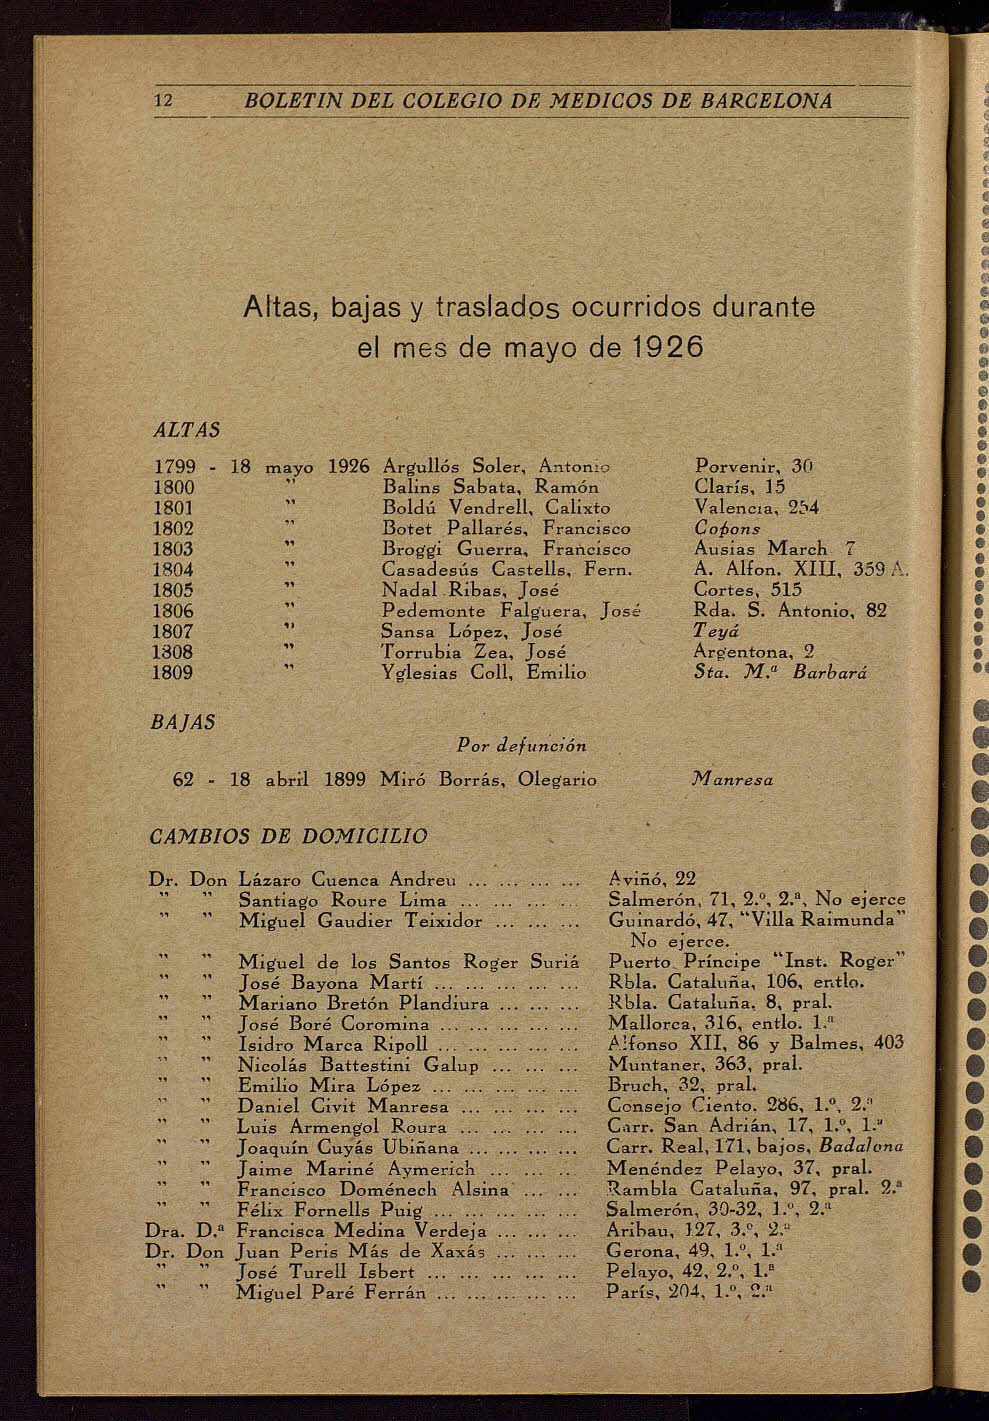 12 BOLETIN DEL COLEGIO DE MEDICOS DE BARCELONA
Altas, bajas y traslados ocurridos durante
el mes de mayo de 1926
ALTAS
1799 - 18 mayo 1926 Argullós Soler, Antonio Porvenir, 30
1800 " Balins Sabata, Ramón Clarís, 15
1801 " Boldú Vendrell, Calixto Valencia, 254
1802 " Botet Pallarés, Francisco Copons
1803 " Broggi Guerra, Francisco Ausias March 7
1804 " Casadesús Castells, Fern. A. Alfon. XIII, 359 A.
1805 " Nadal Ribas, José Cortes, 515
1806 " Pedemonte Falguera, José Rda. S. Antonio, 82
1807 " Sansa López, José Teyá
1808 " Torrubia Zea, José Argentona, 2
1809 " Yglesias Coll, Emilio Sta. M.ª Barbará
BAJAS
Por defunción
62 - 18 abril 1899 Miró Borrás, Olegario Manresa
CAMBIOS DE DOMICILIO
Dr. Don Lázaro Cuenca Andreu ... ... ... ... Aviñó, 22
" " Santiago Roure Lima ... ... ... ... Salmerón, 71, 2.º, 2.ª, No ejerce
" " Miguel Gaudier Teixidor ... ... ... Guinardó, 47, "Villa Raimunda"
No ejerce.
" " Miguel de los Santos Roger Suriá Puerto Príncipe "Inst. Roger"
" " José Bayona Martí ... ... ... ... ... Rbla. Cataluña, 106, entlo.
" " Mariano Bretón Plandiura ... ... ... Rbla. Cataluña, 8, pral.
" " José Boré Coromina ... ... ... ... ... Mallorca, 316, entlo. 1.ª
" " Isidro Marca Ripoll ... ... ... ... ... Alfonso XII, 86 y Balmes, 403
" " Nicolás Battestini Galup ... ... ... Muntaner, 363, pral.
" " Emilio Mira López ... ... ... ... ... Bruch, 32, pral.
" " Daniel Civit Manresa ... ... ... ... Consejo Ciento. 286, 1.º, 2.ª
" " Luis Armengol Roura ... ... ... ... Carr. San Adrián, 17, 1.º, 1.ª
" " Joaquín Cuyás Ubiñana ... ... ... ... Carr. Real, 171, bajos, Badalona
" " Jaime Mariné Aymerich ... ... ... Menéndez Pelayo, 37, pral.
" " Francisco Doménech Alsina ... ... Rambla Cataluña, 97, pral. 2.ª
" " Félix Fornells Puig ... ... ... ... ... Salmerón, 30-32, 1.º, 2.ª
Dra. D.ª Francisca Medina Verdeja ... ... ... Aribau, 127, 3.º, 2.ª
Dr. Don Juan Peris Más de Xaxás ... ... ... Gerona, 49, 1.º, 1.ª
" " José Turell Isbert ... ... ... ... ... Pelayo, 42, 2.º, 1.ª
" " Miguel Paré Ferrán ... ... ... ... ... París, 204, 1.º, 2.ª